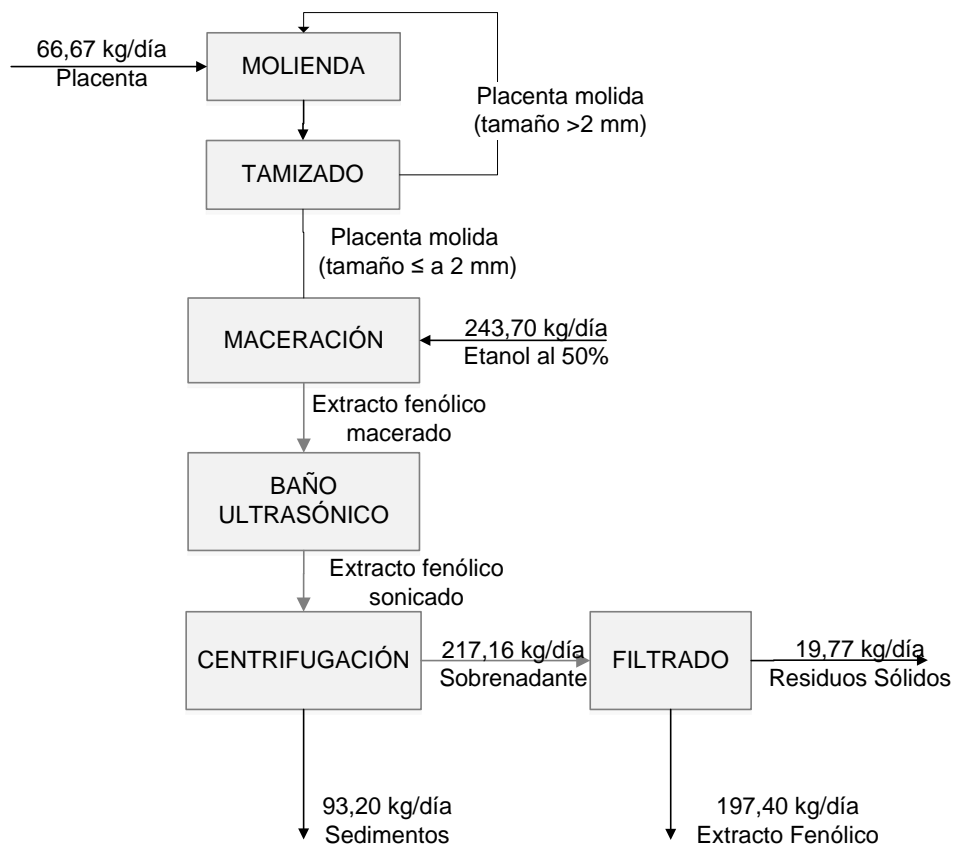 66,67 kg/día
Placenta
MOLIENDA
Placenta molida
(tamaño >2 mm)
TAMIZADO
Placenta molida
(tamaño ≤ a 2 mm)
MACERACIÓN
243,70 kg/día
Etanol al 50%
Extracto fenólico
macerado
BAÑO
ULTRASÓNICO
Extracto fenólico
sonicado
CENTRIFUGACIÓN
217,16 kg/día
Sobrenadante
FILTRADO
19,77 kg/día
Residuos Sólidos
93,20 kg/día
Sedimentos
197,40 kg/día
Extracto Fenólico